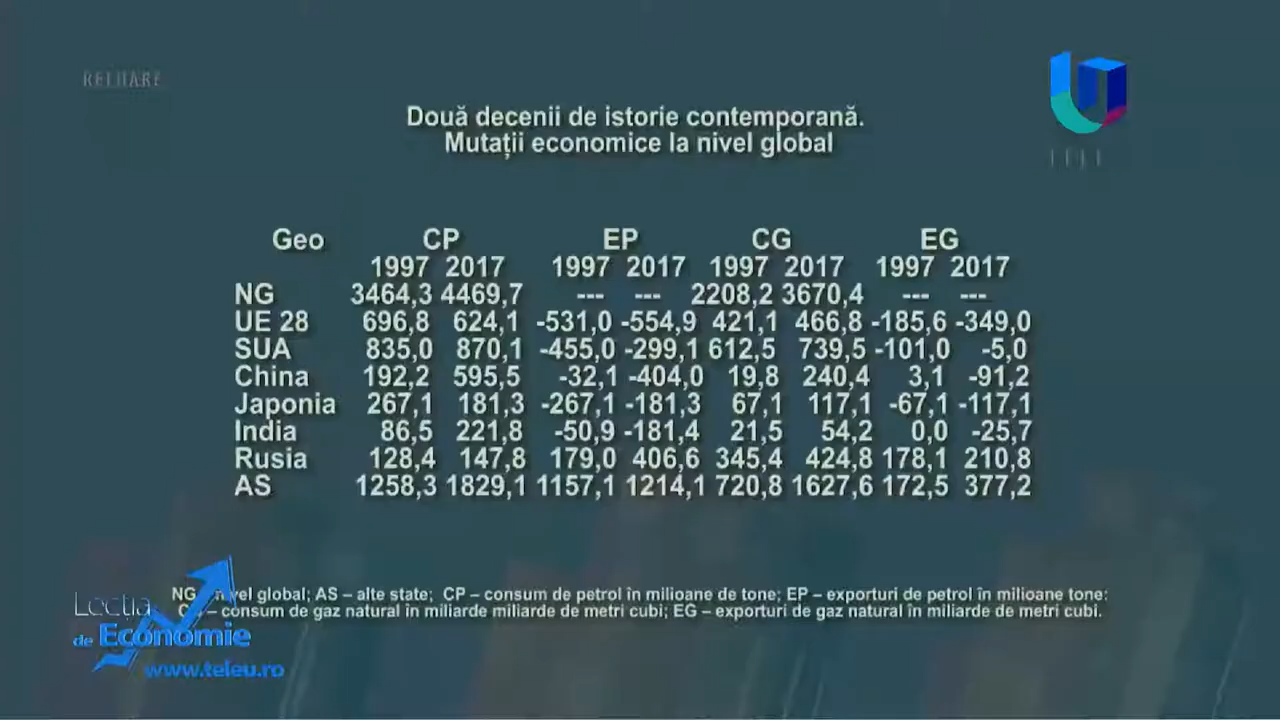 RELUARE
Două decenii de istorie contemporană.
Mutații economice la nivel global
Geo CP EP CG EG
1997 2017 1997 2017 1997 2017 1997 2017
NG 3464,3 4469,7 --- --- 2208,2 3670,4 --- ---
UE 28 696,8 624,1 -531,0 -554,9 421,1 466,8 -185,6 -349,0
SUA 835,0 870,1 -455,0 -299,1 612,5 739,5 -101,0 -5,0
China 192,2 595,5 -32,1 -404,0 19,8 240,4 3,1 -91,2
Japonia 267,1 181,3 -267,1 -181,3 67,1 117,1 -67,1 -117,1
India 86,5 221,8 -50,9 -181,4 21,5 54,2 0,0 -25,7
Rusia 128,4 147,8 179,0 406,6 345,4 424,8 178,1 210,8
AS 1258,3 1829,1 1157,1 1214,1 720,8 1627,6 172,5 377,2
NG nivel global; AS – alte state; CP – consum de petrol în milioane de tone; EP – exporturi de petrol în milioane tone;
– consum de gaz natural în miliarde miliarde de metri cubi; EG – exporturi de gaz natural în miliarde de metri cubi.
Lecția
de Economie
www.teleu.ro